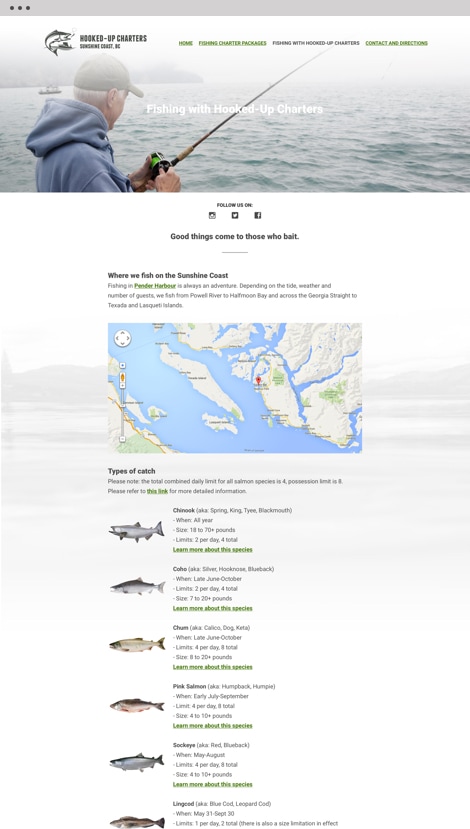 HOOKED-UP CHARTERS
SUNSHINE COAST, BC
HOME FISHING CHARTER PACKAGES FISHING WITH HOOKED-UP CHARTERS CONTACT AND DIRECTIONS
Fishing with Hooked-Up Charters
FOLLOW US ON:
Good things come to those who bait.
Where we fish on the Sunshine Coast
Fishing in Pender Harbour is always an adventure. Depending on the tide, weather and
number of guests, we fish from Powell River to Halfmoon Bay and across the Georgia Straight to
Texada and Lasqueti Islands.
Types of catch
Please note: the total combined daily limit for all salmon species is 4, possession limit is 8.
Please refer to this link for more detailed information.
Chinook (aka: Spring, King, Tyee, Blackmouth)
- When: All year
- Size: 18 to 70+ pounds
- Limits: 2 per day, 4 total
Learn more about this species
Coho (aka: Silver, Hooknose, Blueback)
- When: Late June-October
- Limits: 2 per day, 4 total
- Size: 7 to 20+ pounds
Learn more about this species
Chum (aka: Calico, Dog, Keta)
- When: Late June-October
- Limits: 4 per day, 8 total
- Size: 8 to 20+ pounds
Learn more about this species
Pink Salmon (aka: Humpback, Humpie)
- When: Early July-September
- Limit: 4 per day, 8 total
- Size: 4 to 10+ pounds
Learn more about this species
Sockeye (aka: Red, Blueback)
- When: May-August
- Limits: 4 per day, 8 total
- Size: 4 to 10+ pounds
Learn more about this species
Lingcod (aka: Blue Cod, Leopard Cod)
- When: May 31-Sept 30
- Limits: 1 per day, 2 total (there is also a size limitation in effect